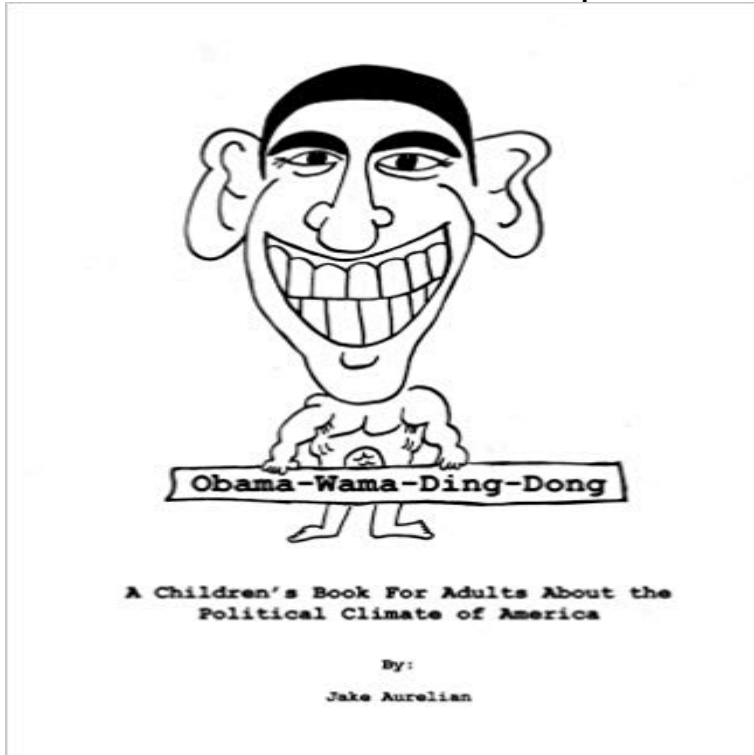 Obama-Wama-Ding-Dong
A Children's Book For Adults About the
Political Climate of America
By:
Jake Aurelian